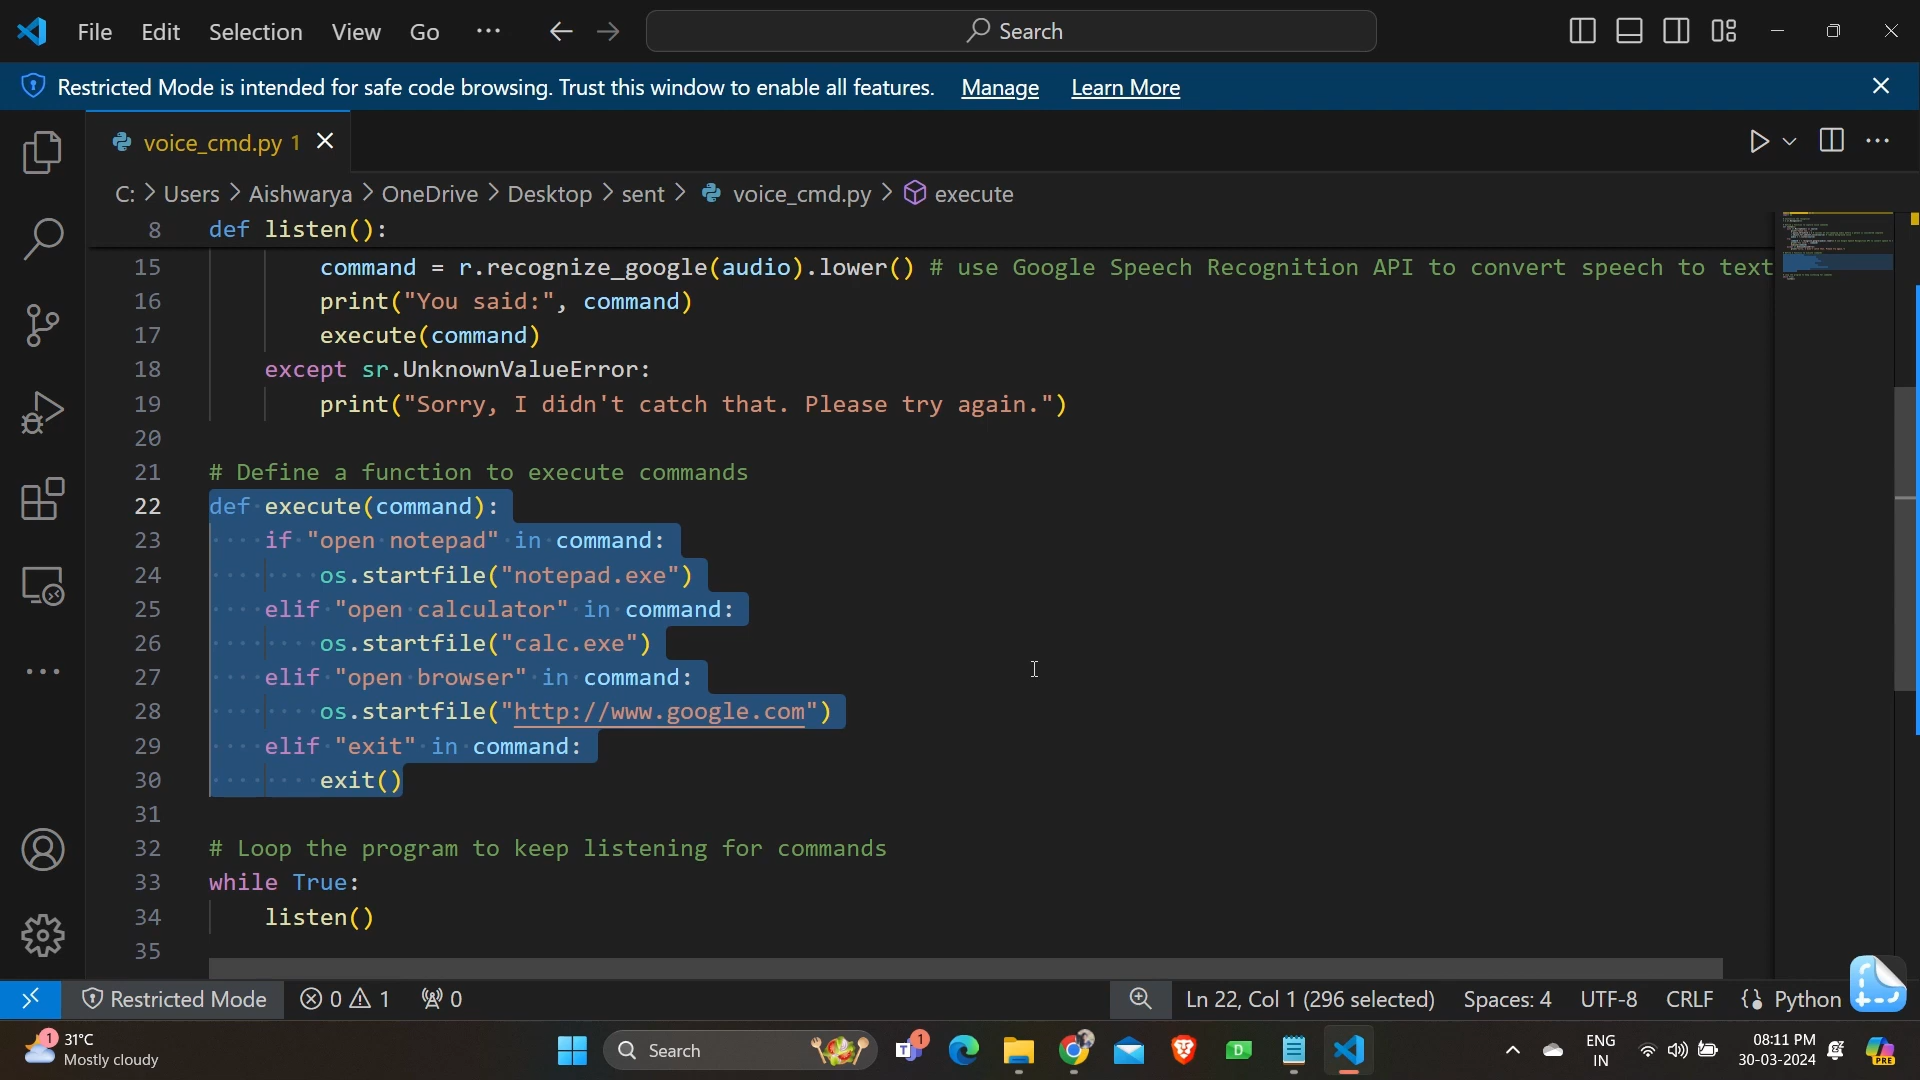 File Edit Selection View Go ··· Search
Restricted Mode is intended for safe code browsing. Trust this window to enable all features. Manage Learn More
voice_cmd.py 1
C: > Users > Aishwarya > OneDrive > Desktop > sent > voice_cmd.py > execute
8 def listen():
15 command = r.recognize_google(audio).lower() # use Google Speech Recognition API to convert speech to text
16 print("You said:", command)
17 execute(command)
18 except sr.UnknownValueError:
19 print("Sorry, I didn't catch that. Please try again.")
20
21 # Define a function to execute commands
22 def execute(command):
23 if "open notepad" in command:
24 os.startfile("notepad.exe")
25 elif "open calculator" in command:
26 os.startfile("calc.exe")
27 elif "open browser" in command:
28 os.startfile("http://www.google.com")
29 elif "exit" in command:
30 exit()
31
32 # Loop the program to keep listening for commands
33 while True:
34 listen()
35
Restricted Mode 0 1 0 Ln 22, Col 1 (296 selected) Spaces: 4 UTF-8 CRLF Python
1 31°C
Mostly cloudy
Search
T 1
D
ENG
IN
08:11 PM
30-03-2024
PRE